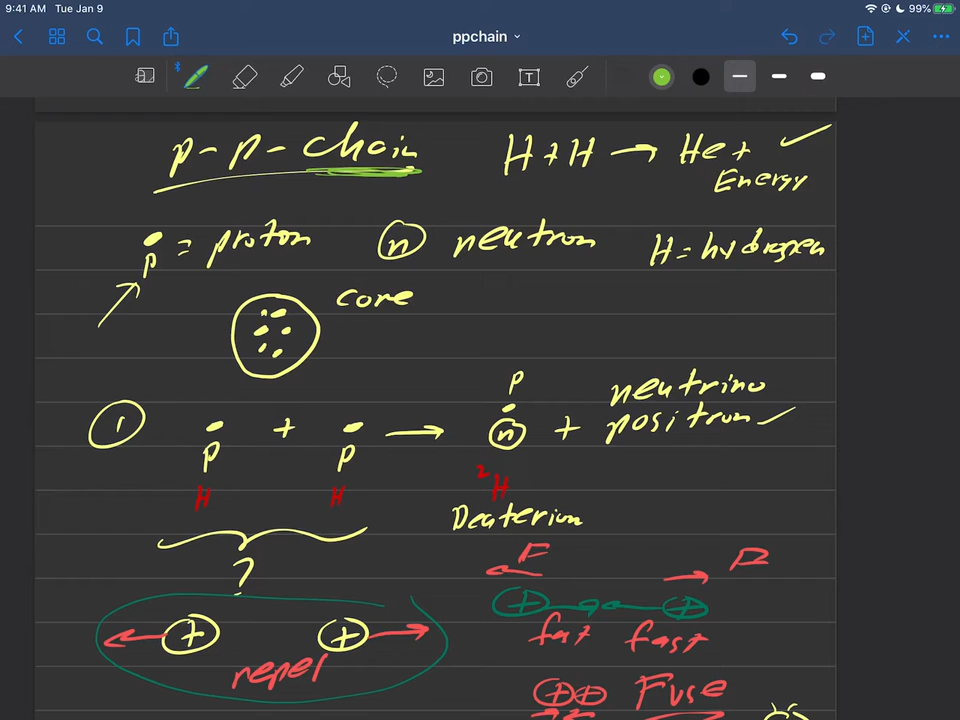 9:41 AM Tue Jan 9
99%
ppchain
p-p-chain
H + H → He +
Energy
p = proton
n neutron
H = hydrogen
core
1
p + p → n +
p
neutrino
positron
H H
²H
Deuterium
?
F F
+ +
fast fast
+ +
repel
++ Fuse